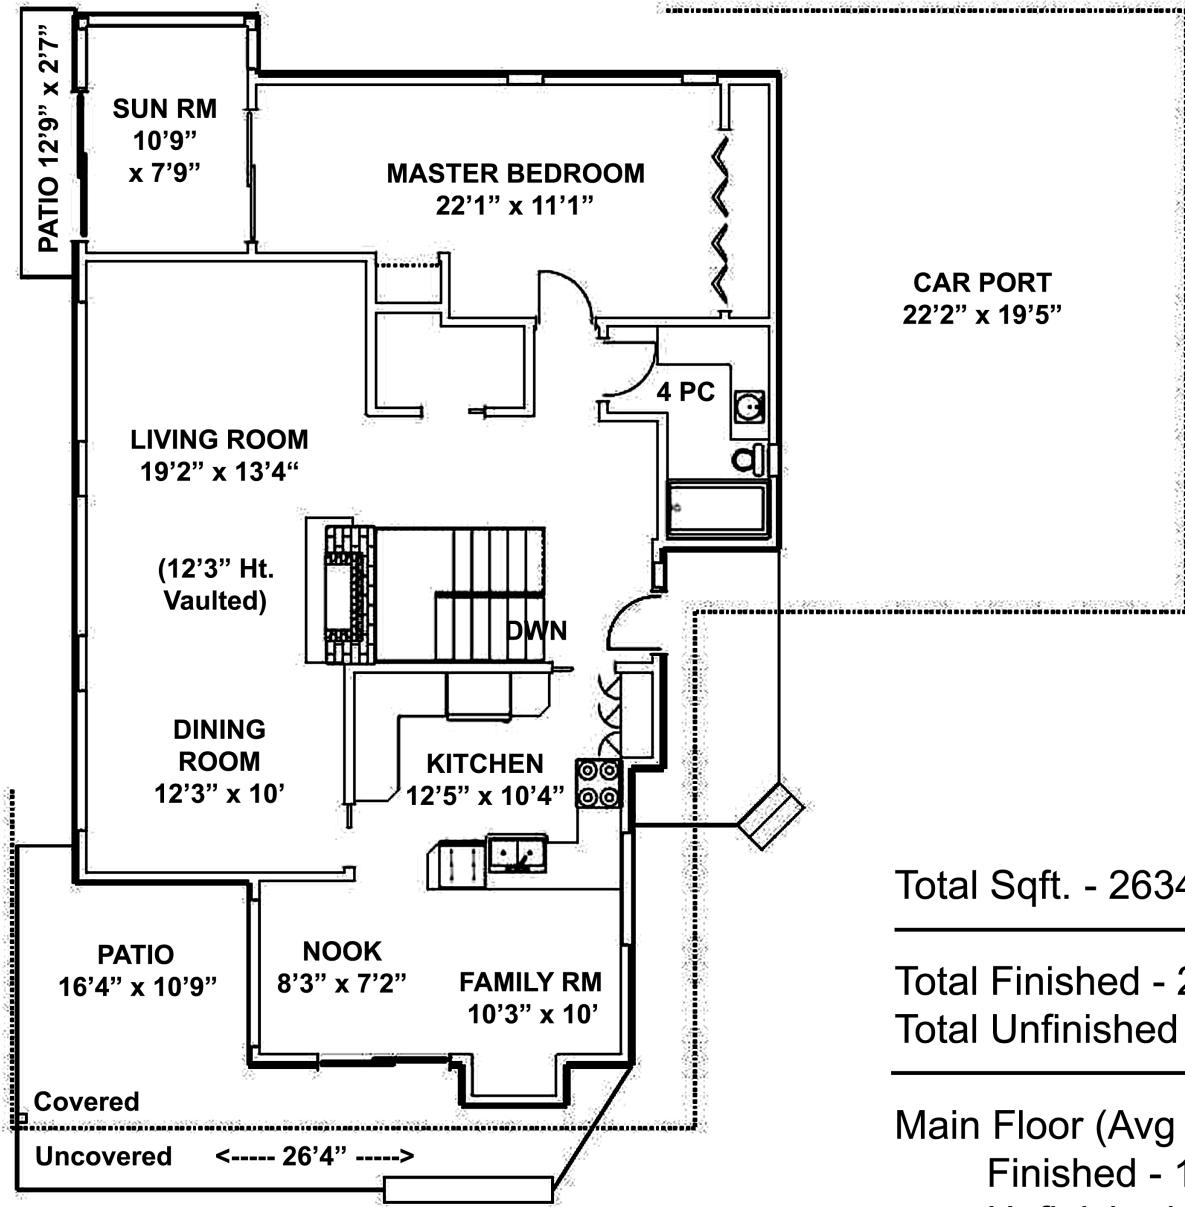 PATIO 12’9” x 2’7”
SUN RM
10’9”
x 7’9”
MASTER BEDROOM
22’1” x 11’1”
CAR PORT
22’2” x 19’5”
4 PC
LIVING ROOM
19’2” x 13’4“
(12’3” Ht.
Vaulted)
DWN
DINING
ROOM
12’3” x 10’
KITCHEN
12’5” x 10’4”
PATIO
16’4” x 10’9”
NOOK
8’3” x 7’2”
FAMILY RM
10’3” x 10’
Covered
Uncovered <----- 26’4” ----->
Total Sqft. - 2634
Total Finished - 2
Total Unfinished
Main Floor (Avg
Finished - 1